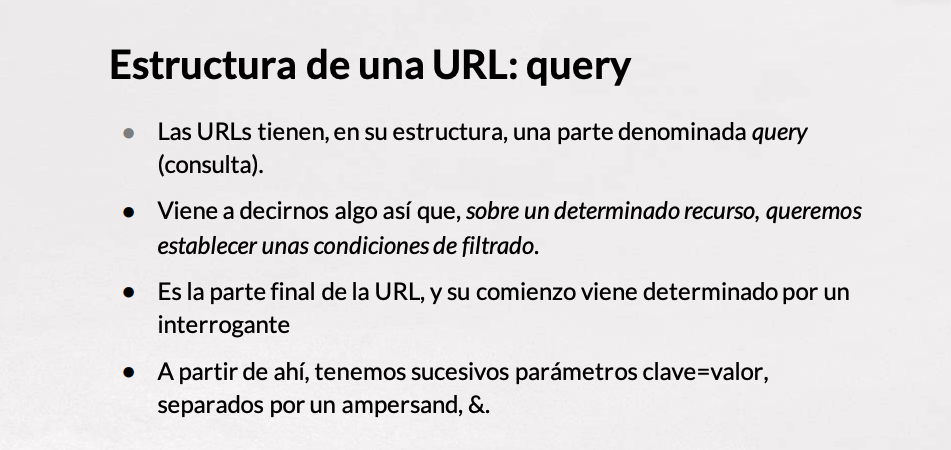 Estructura de una URL: query
● Las URLs tienen, en su estructura, una parte denominada query
(consulta).
● Viene a decirnos algo así que, sobre un determinado recurso, queremos
establecer unas condiciones de filtrado.
● Es la parte final de la URL, y su comienzo viene determinado por un
interrogante
● A partir de ahí, tenemos sucesivos parámetros clave=valor,
separados por un ampersand, &.